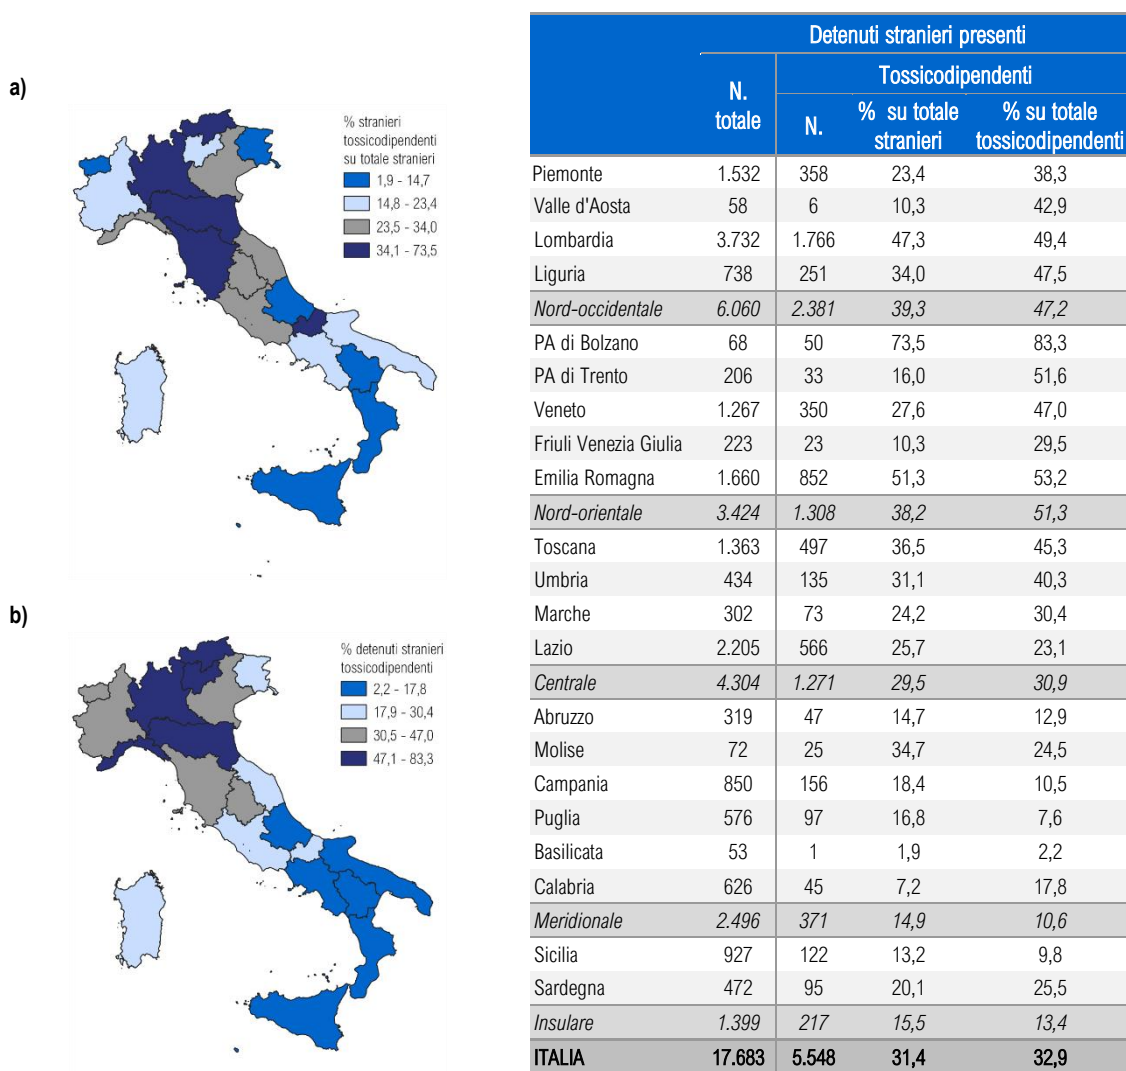 a)
% stranieri
tossicodipendenti
su totale stranieri
1,9 - 14,7
14,8 - 23,4
23,5 - 34,0
34,1 - 73,5
b)
% detenuti stranieri
tossicodipendenti
2,2 - 17,8
17,9 - 30,4
30,5 - 47,0
47,1 - 83,3
Detenuti stranieri presenti
N. totale
Tossicodipendenti
N.
% su totale stranieri
% su totale tossicodipendenti
Piemonte 1.532 358 23,4 38,3
Valle d'Aosta 58 6 10,3 42,9
Lombardia 3.732 1.766 47,3 49,4
Liguria 738 251 34,0 47,5
Nord-occidentale 6.060 2.381 39,3 47,2
PA di Bolzano 68 50 73,5 83,3
PA di Trento 206 33 16,0 51,6
Veneto 1.267 350 27,6 47,0
Friuli Venezia Giulia 223 23 10,3 29,5
Emilia Romagna 1.660 852 51,3 53,2
Nord-orientale 3.424 1.308 38,2 51,3
Toscana 1.363 497 36,5 45,3
Umbria 434 135 31,1 40,3
Marche 302 73 24,2 30,4
Lazio 2.205 566 25,7 23,1
Centrale 4.304 1.271 29,5 30,9
Abruzzo 319 47 14,7 12,9
Molise 72 25 34,7 24,5
Campania 850 156 18,4 10,5
Puglia 576 97 16,8 7,6
Basilicata 53 1 1,9 2,2
Calabria 626 45 7,2 17,8
Meridionale 2.496 371 14,9 10,6
Sicilia 927 122 13,2 9,8
Sardegna 472 95 20,1 25,5
Insulare 1.399 217 15,5 13,4
ITALIA 17.683 5.548 31,4 32,9